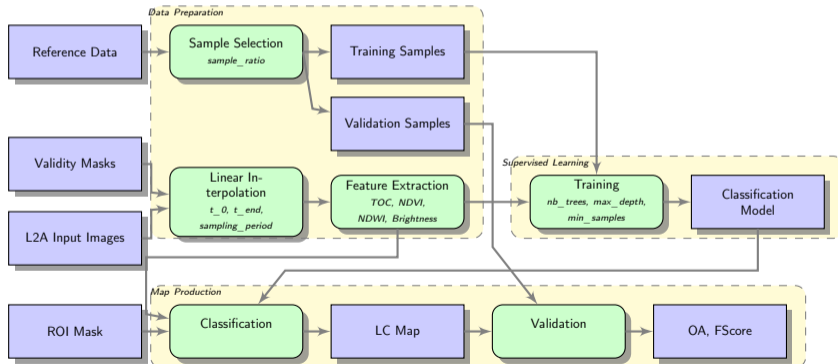 Data Preparation
Reference Data
Sample Selection
sample_ratio
Training Samples
Validation Samples
Validity Masks
Linear In-
terpolation
t_0, t_end,
sampling_period
Feature Extraction
TOC, NDVI,
NDWI, Brightness
L2A Input Images
Supervised Learning
Training
nb_trees, max_depth,
min_samples
Classification
Model
Map Production
ROI Mask
Classification
LC Map
Validation
OA, FScore